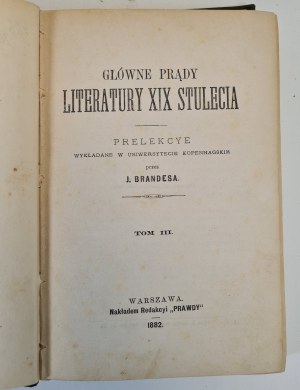 GŁÓWNE PRĄDY
LITERATURY XIX STULECIA
PRELEKCYE
WYKŁADANE W UNIWERSYTECIE KOPENHAGSKIM
przez
J. BRANDESA.
TOM III.
WARSZAWA.
Nakładem Redakcyi „PRAWDY”
1882.